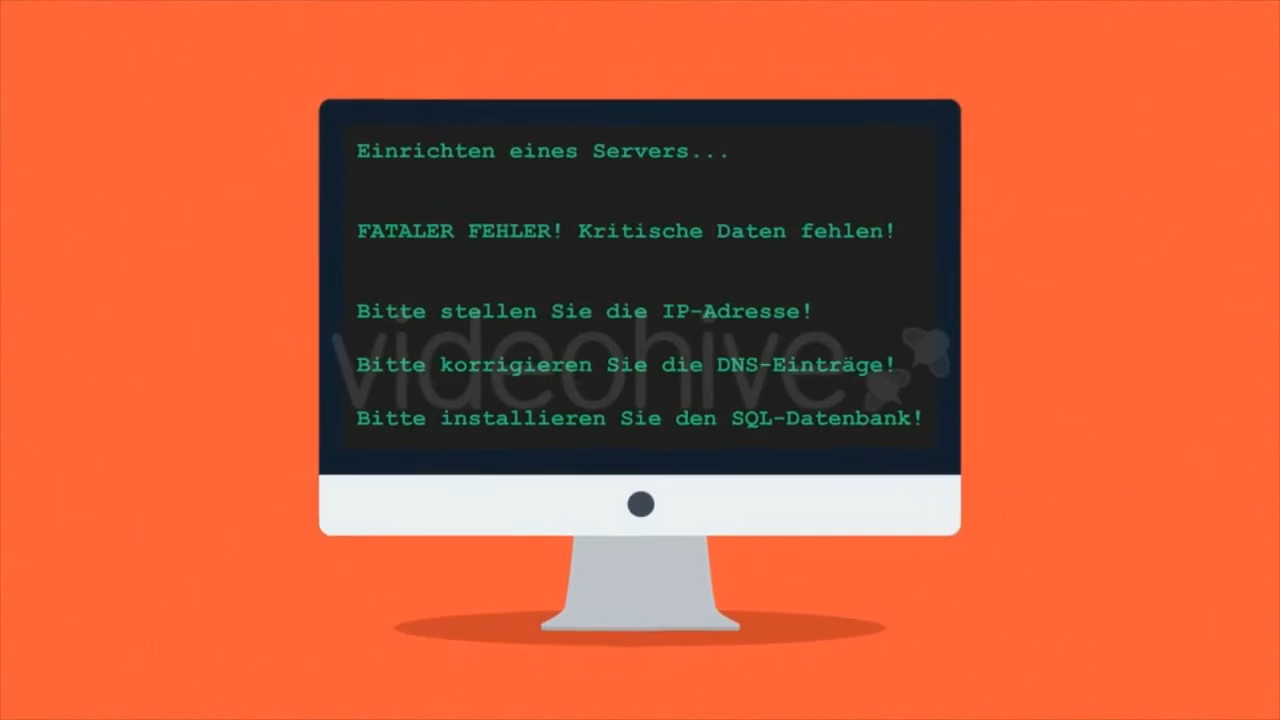 Einrichten eines Servers...
FATALER FEHLER! Kritische Daten fehlen!
Bitte stellen Sie die IP-Adresse!
videohive
Bitte korrigieren Sie die DNS-Einträge!
Bitte installieren Sie den SQL-Datenbank!